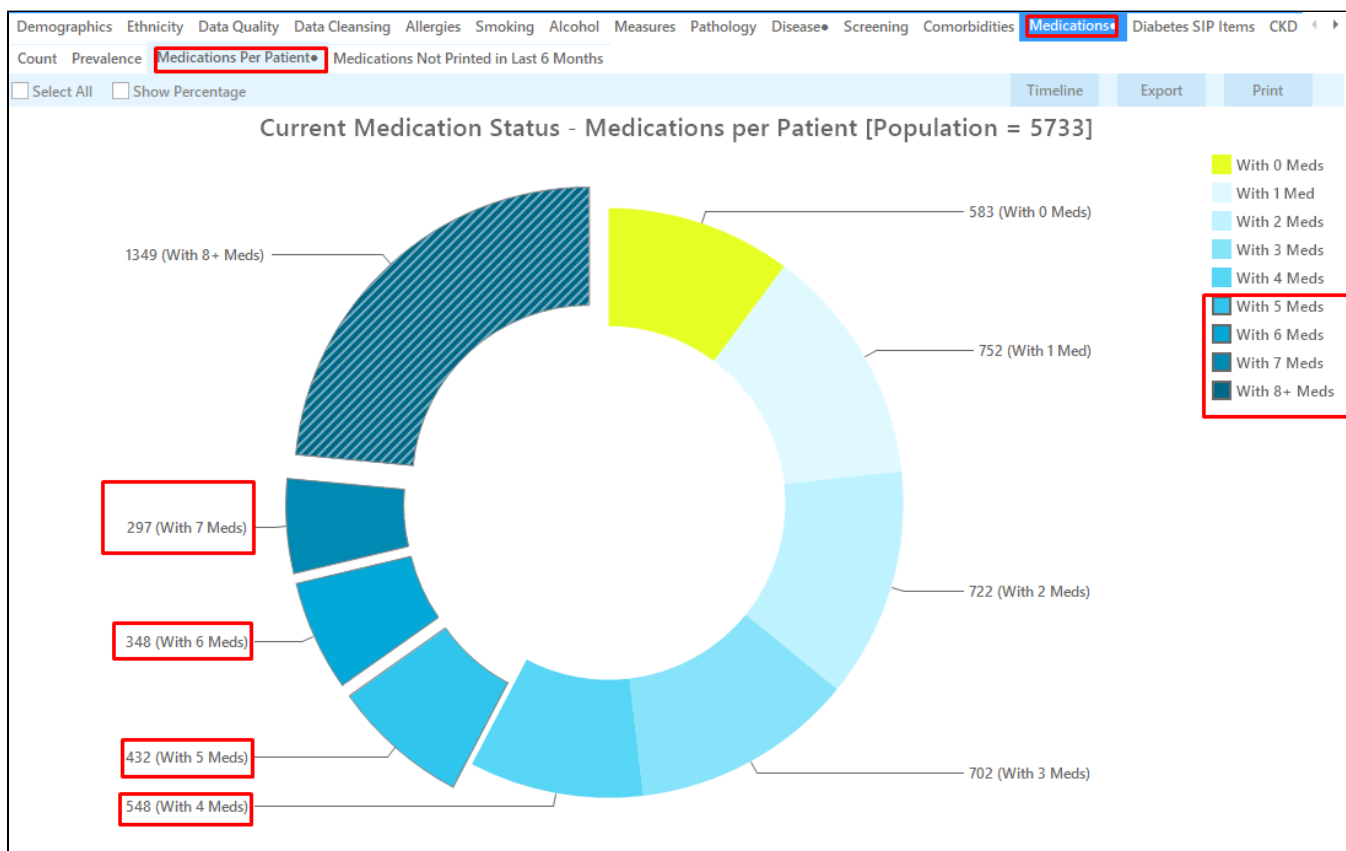 Demographics Ethnicity Data Quality Data Cleansing Allergies Smoking Alcohol Measures Pathology Disease• Screening Comorbidities Medications• Diabetes SIP Items CKD
Count Prevalence Medications Per Patient• Medications Not Printed in Last 6 Months
Select All Show Percentage Timeline Export Print
Current Medication Status - Medications per Patient [Population = 5733]
With 0 Meds
With 1 Med
With 2 Meds
With 3 Meds
With 4 Meds
With 5 Meds
With 6 Meds
With 7 Meds
With 8+ Meds
583 (With 0 Meds)
752 (With 1 Med)
722 (With 2 Meds)
702 (With 3 Meds)
548 (With 4 Meds)
432 (With 5 Meds)
348 (With 6 Meds)
297 (With 7 Meds)
1349 (With 8+ Meds)